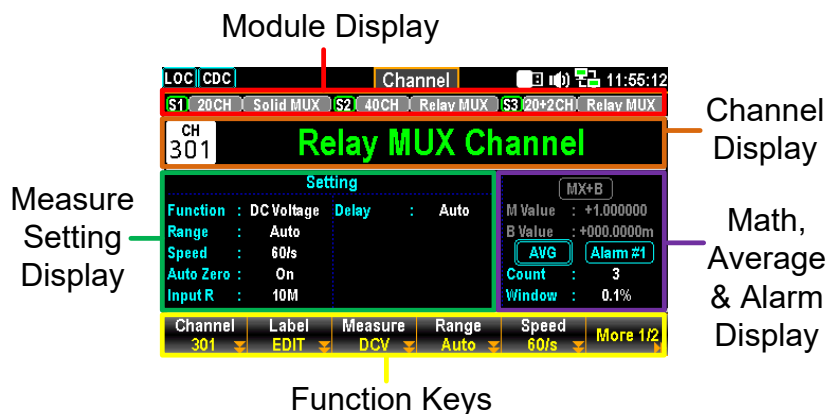 Module Display
LOC CDC Channel 11:55:12
S1 20CH Solid MUX S2 40CH Relay MUX S3 20+2CH Relay MUX
CH
301
Relay MUX Channel
Channel
Display
Measure
Setting
Display
Setting
Function : DC Voltage Delay : Auto
Range : Auto
Speed : 60/s
Auto Zero : On
Input R : 10M
MX+B
M Value : +1.000000
B Value : +000.0000m
AVG Alarm #1
Count : 3
Window : 0.1%
Math,
Average
& Alarm
Display
Channel Label Measure Range Speed More 1/2
301 EDIT DCV Auto 60/s
Function Keys